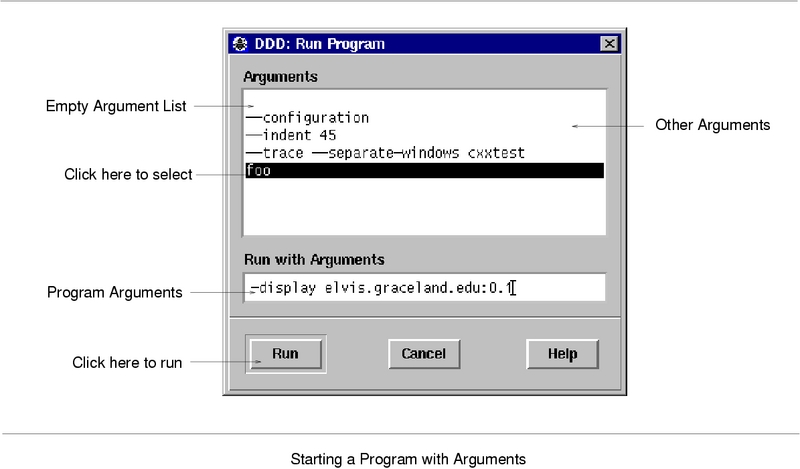 DDD: Run Program
Arguments
Empty Argument List
--configuration
--indent 45
Other Arguments
--trace --separate-windows cxxtest
Click here to select
foo
Run with Arguments
Program Arguments
-display elvis.graceland.edu:0.1
Click here to run
Run Cancel Help
Starting a Program with Arguments